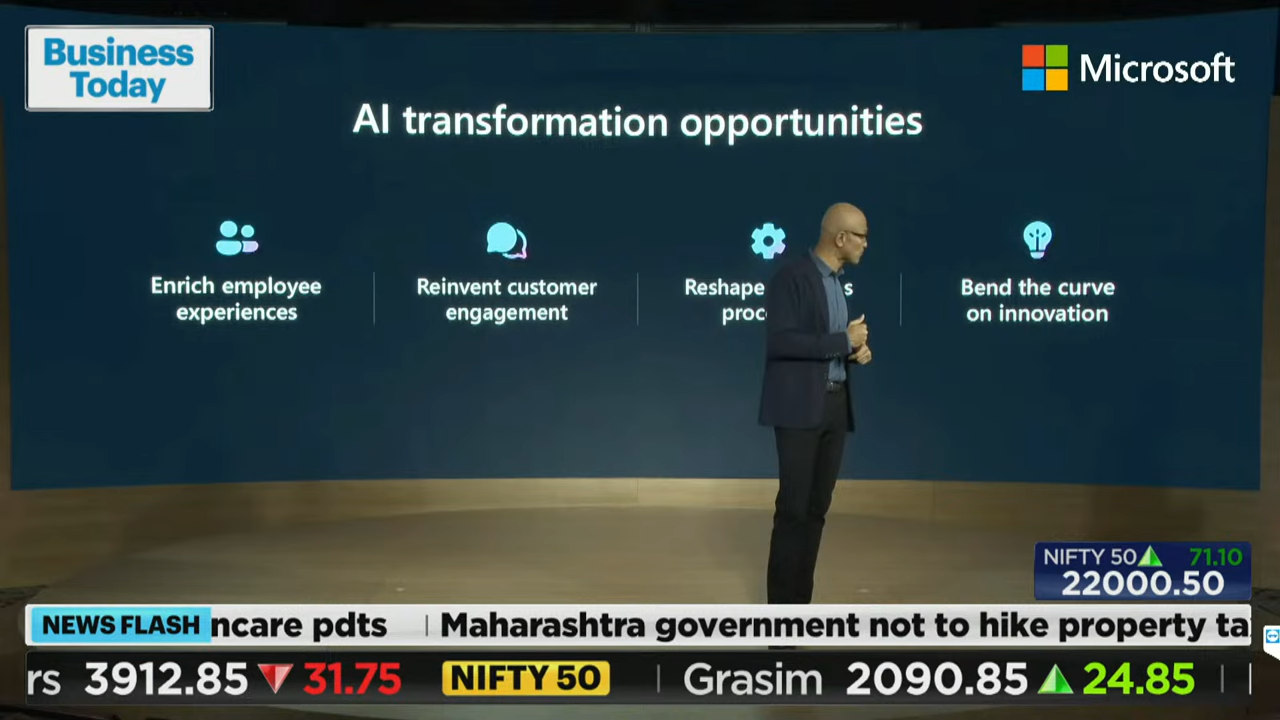 Business
Today
Microsoft
AI transformation opportunities
Enrich employee
experiences
Reinvent customer
engagement
Reshape
Bend the curve
on innovation
NIFTY 50 71.10
22000.50
NEWS FLASH ncare pdts | Maharashtra government not to hike property ta
rs 3912.85 31.75 NIFTY 50 | Grasim 2090.85 24.85 |